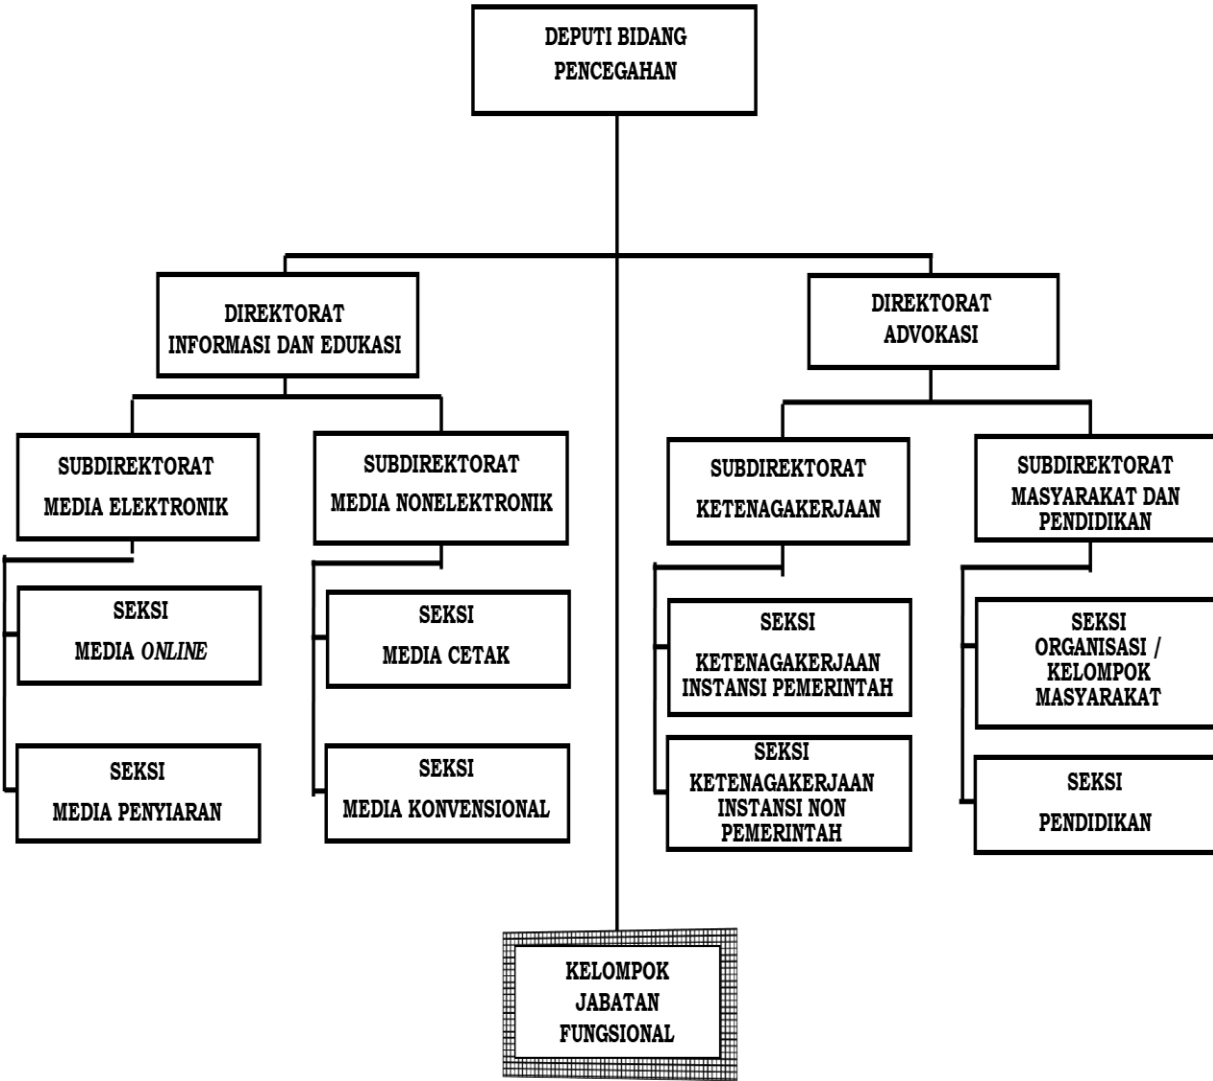 DEPUTI BIDANG
PENCEGAHAN
DIREKTORAT
INFORMASI DAN EDUKASI
DIREKTORAT
ADVOKASI
SUBDIREKTORAT
MEDIA ELEKTRONIK
SUBDIREKTORAT
MEDIA NONELEKTRONIK
SUBDIREKTORAT
KETENAGAKERJAAN
SUBDIREKTORAT
MASYARAKAT DAN
PENDIDIKAN
SEKSI
MEDIA ONLINE
SEKSI
MEDIA CETAK
SEKSI
KETENAGAKERJAAN
INSTANSI PEMERINTAH
SEKSI
ORGANISASI /
KELOMPOK
MASYARAKAT
SEKSI
MEDIA PENYIARAN
SEKSI
MEDIA KONVENSIONAL
SEKSI
KETENAGAKERJAAN
INSTANSI NON
PEMERINTAH
SEKSI
PENDIDIKAN
KELOMPOK
JABATAN
FUNGSIONAL